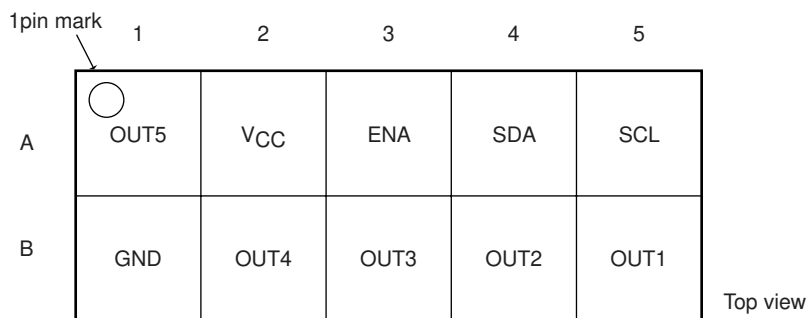 1pin mark
1 2 3 4 5
A OUT5 VCC ENA SDA SCL
B GND OUT4 OUT3 OUT2 OUT1
Top view